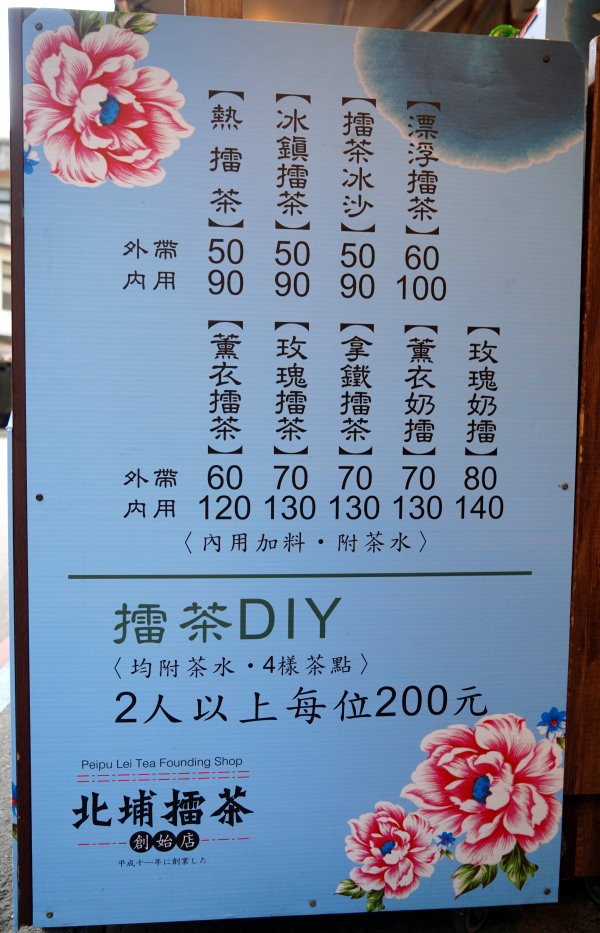 【熱擂茶】 【冰鎮擂茶】 【擂茶冰沙】 【漂浮擂茶】
外帶 50 50 50 60
內用 90 90 90 100
【薰衣擂茶】 【玫瑰擂茶】 【拿鐵擂茶】 【薰衣奶擂】 【玫瑰奶擂】
外帶 60 70 70 70 80
內用 120 130 130 130 140
〈內用加料・附茶水〉
擂茶DIY
〈均附茶水・4樣茶點〉
2人以上每位200元
Peipu Lei Tea Founding Shop
北埔擂茶
創始店
平成十一年に創業した